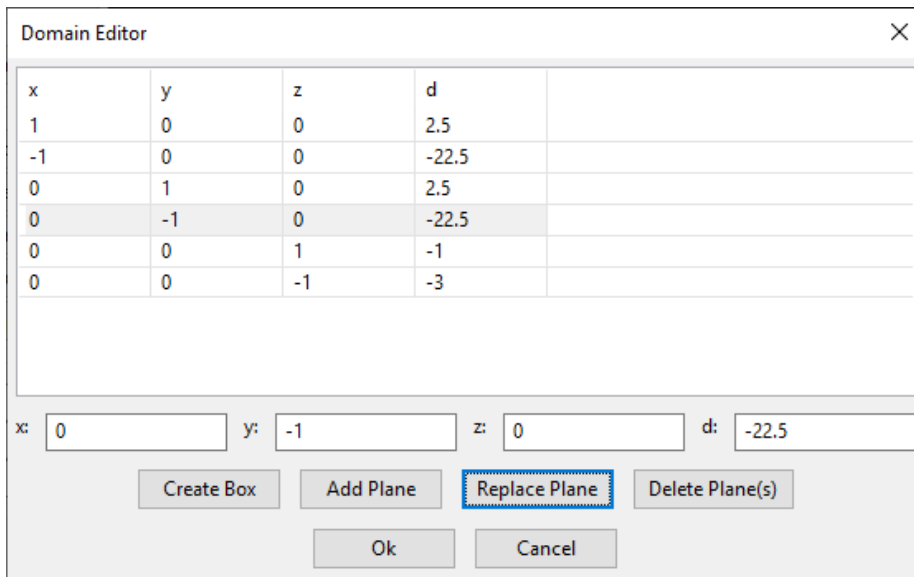 Domain Editor
x y z d
1 0 0 2.5
-1 0 0 -22.5
0 1 0 2.5
0 -1 0 -22.5
0 0 1 -1
0 0 -1 -3
x: 0 y: -1 z: 0 d: -22.5
Create Box Add Plane Replace Plane Delete Plane(s)
Ok Cancel